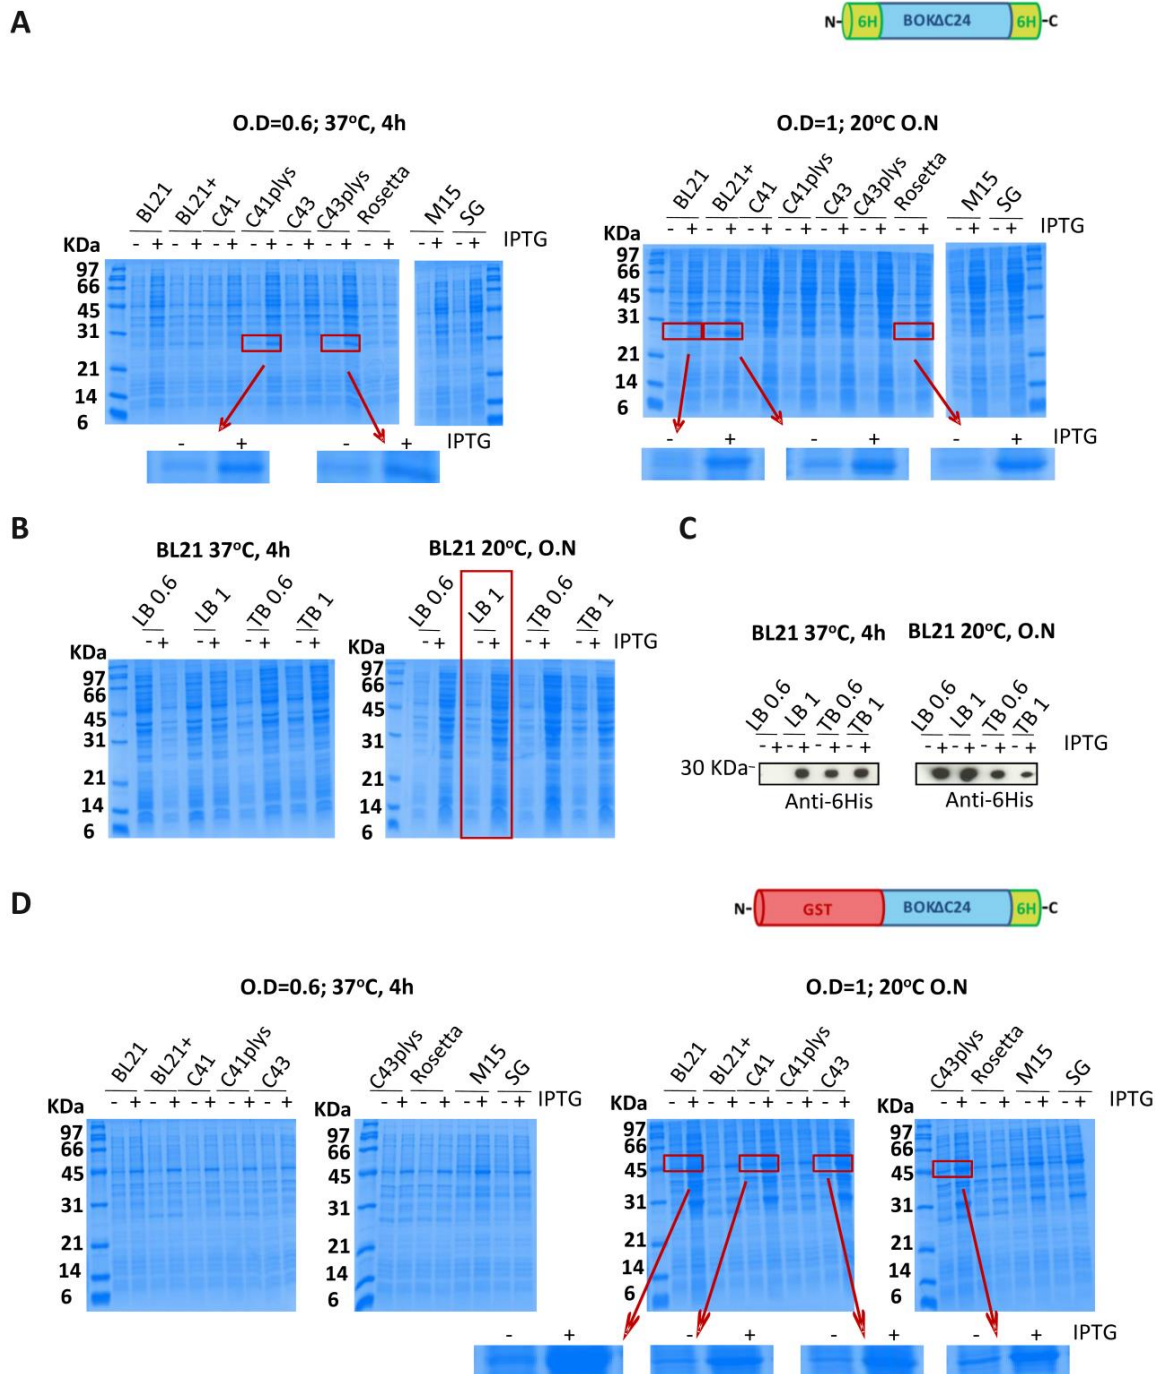 A
N- 6H BOKΔC24 6H -C
O.D=0.6; 37ºC, 4h
BL21 BL21+ C41 C41plys C43 C43plys Rosetta M15 SG
- + - + - + - + - + - + - + - + - + IPTG
KDa
97
66
45
31
21
14
6
- + - + IPTG
O.D=1; 20ºC O.N
BL21 BL21+ C41 C41plys C43 C43plys Rosetta M15 SG
- + - + - + - + - + - + - + - + - + IPTG
KDa
97
66
45
31
21
14
6
- + - + - + IPTG
B
BL21 37ºC, 4h
LB 0.6 LB 1 TB 0.6 TB 1
- + - + - + - +
KDa
97
66
45
31
21
14
6
BL21 20ºC, O.N
LB 0.6 LB 1 TB 0.6 TB 1
- + - + - + - + IPTG
KDa
97
66
45
31
21
14
6
C
BL21 37ºC, 4h BL21 20ºC, O.N
LB 0.6 LB 1 TB 0.6 TB 1 LB 0.6 LB 1 TB 0.6 TB 1
- + - + - + - + - + - + - + - + IPTG
30 KDa-
Anti-6His Anti-6His
D
N- GST BOKΔC24 6H -C
O.D=0.6; 37ºC, 4h
BL21 BL21+ C41 C41plys C43
- + - + - + - + - +
KDa
97
66
45
31
21
14
6
C43plys Rosetta M15 SG
- + - + - + - + IPTG
KDa
97
66
45
31
21
14
6
O.D=1; 20ºC O.N
BL21 BL21+ C41 C41plys C43
- + - + - + - + - +
KDa
97
66
45
31
21
14
6
C43plys Rosetta M15 SG
- + - + - + - + IPTG
KDa
97
66
45
31
21
14
6
- + - + - + - + IPTG